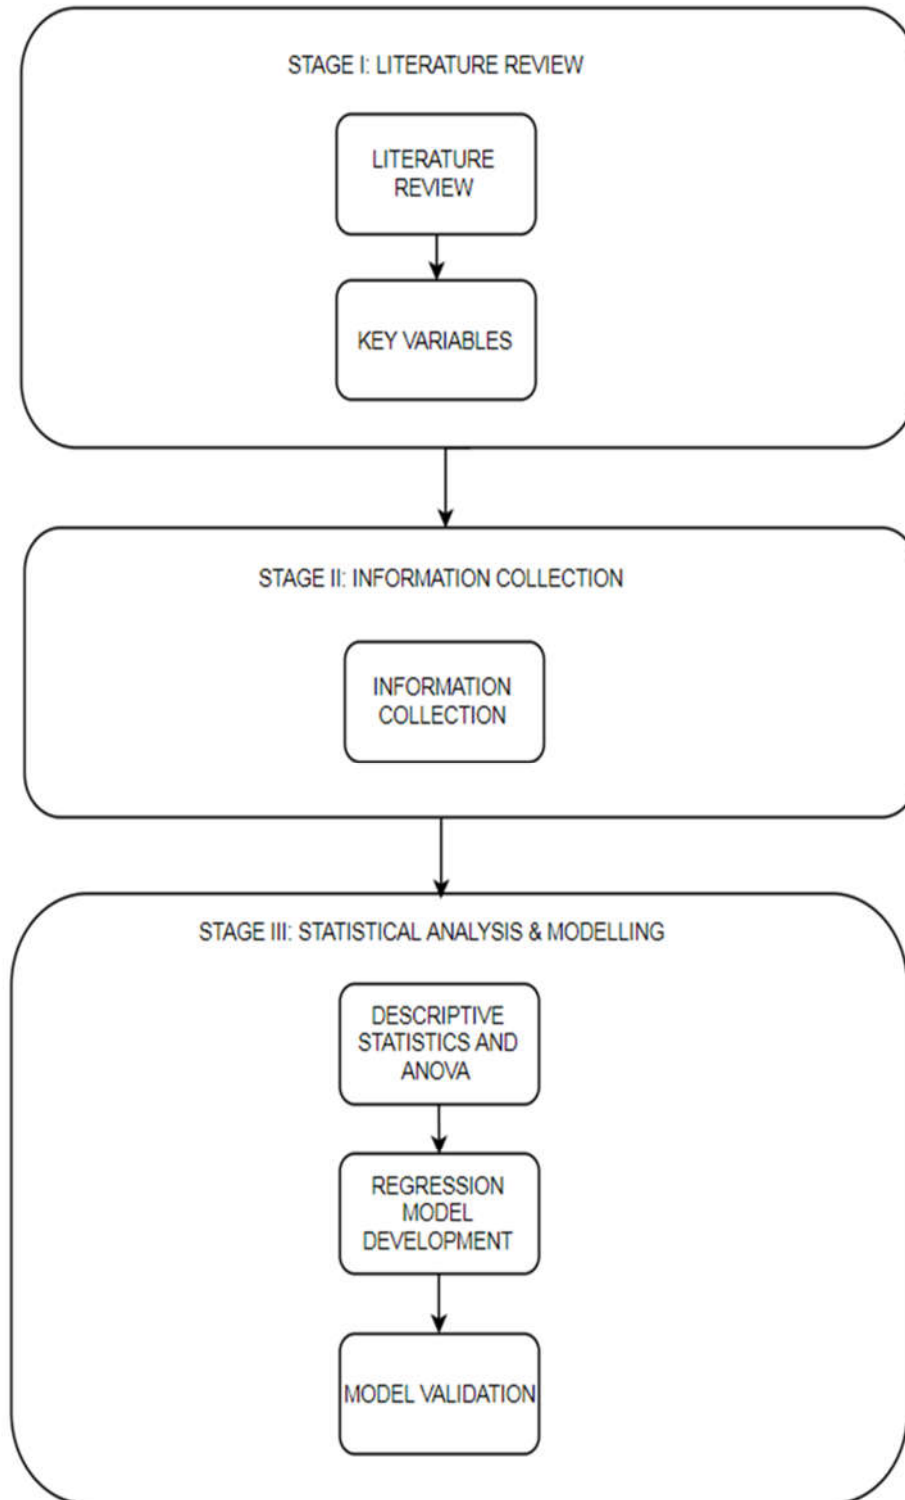 STAGE I: LITERATURE REVIEW
LITERATURE
REVIEW
KEY VARIABLES
STAGE II: INFORMATION COLLECTION
INFORMATION
COLLECTION
STAGE III: STATISTICAL ANALYSIS & MODELLING
DESCRIPTIVE
STATISTICS AND
ANOVA
REGRESSION
MODEL
DEVELOPMENT
MODEL VALIDATION